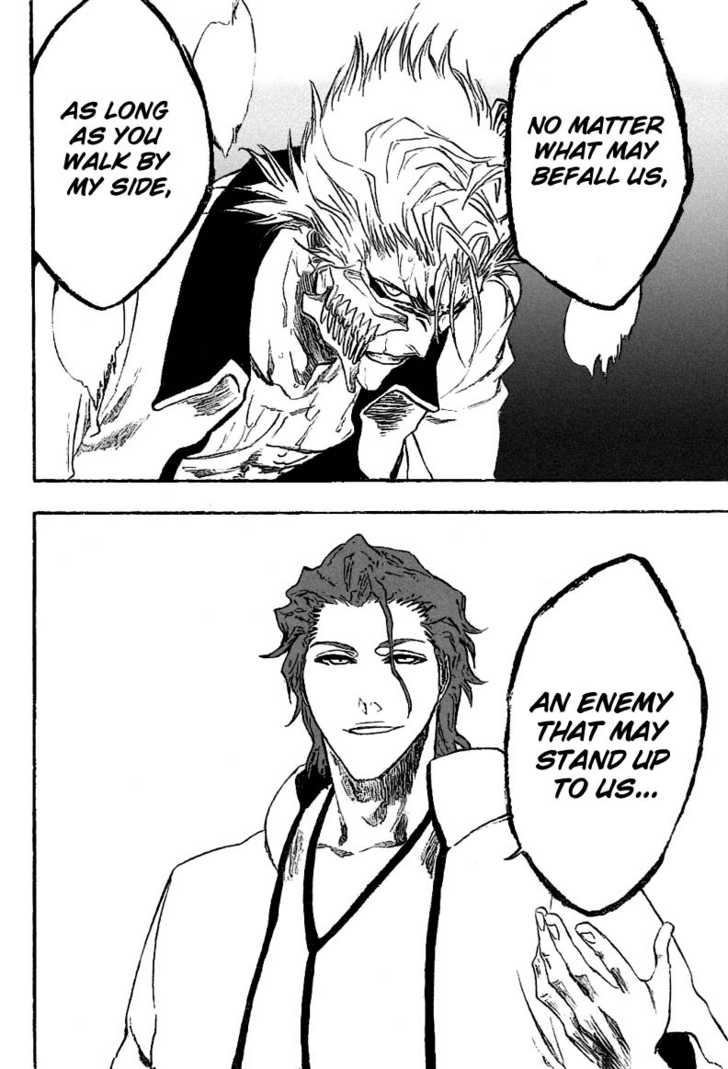 NO MATTER
WHAT MAY
BEFALL US,
AS LONG
AS YOU
WALK BY
MY SIDE,
AN ENEMY
THAT MAY
STAND UP
TO US...